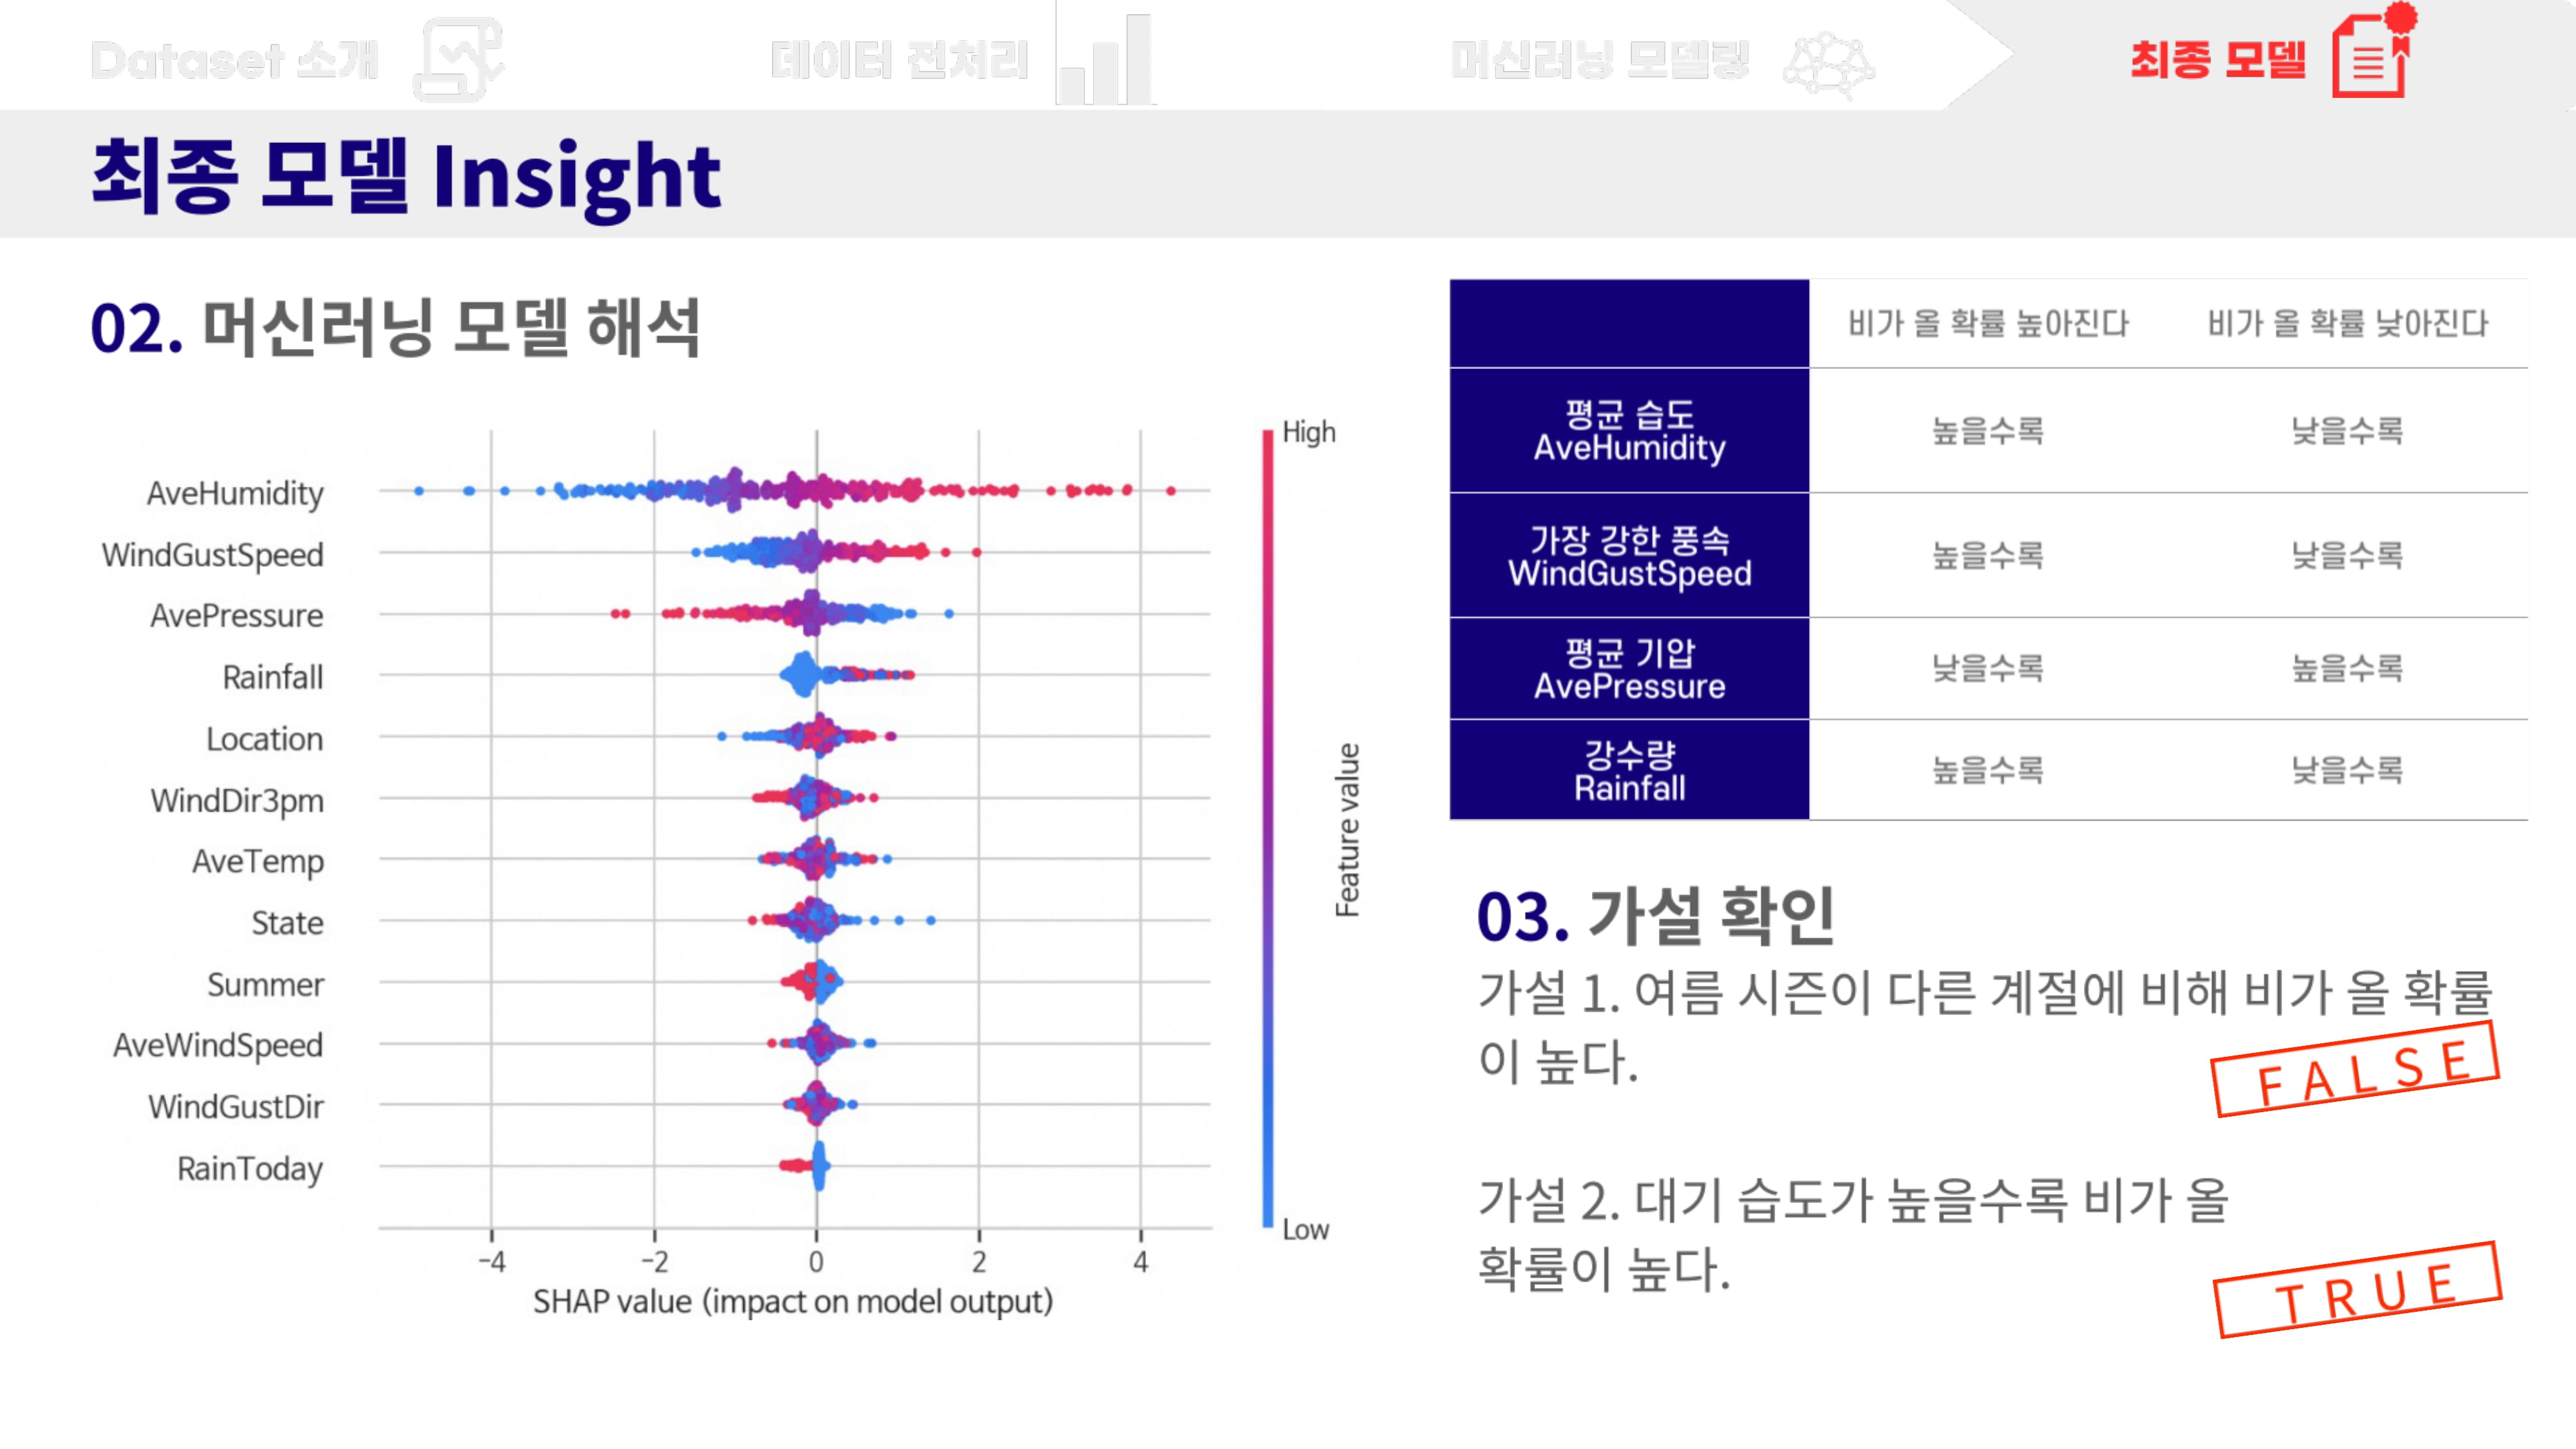 Dataset 소개
데이터 전처리
머신러닝 모델링
최종 모델
최종 모델 Insight
02. 머신러닝 모델 해석
AveHumidity
WindGustSpeed
AvePressure
Rainfall
Location
WindDir3pm
AveTemp
State
Summer
AveWindSpeed
WindGustDir
RainToday
−4 −2 0 2 4
SHAP value (impact on model output)
High
Feature value
Low
비가 올 확률 높아진다 비가 올 확률 낮아진다
평균 습도
AveHumidity
높을수록 낮을수록
가장 강한 풍속
WindGustSpeed
높을수록 낮을수록
평균 기압
AvePressure
낮을수록 높을수록
강수량
Rainfall
높을수록 낮을수록
03. 가설 확인
가설 1. 여름 시즌이 다른 계절에 비해 비가 올 확률
이 높다.
FALSE
가설 2. 대기 습도가 높을수록 비가 올
확률이 높다.
TRUE